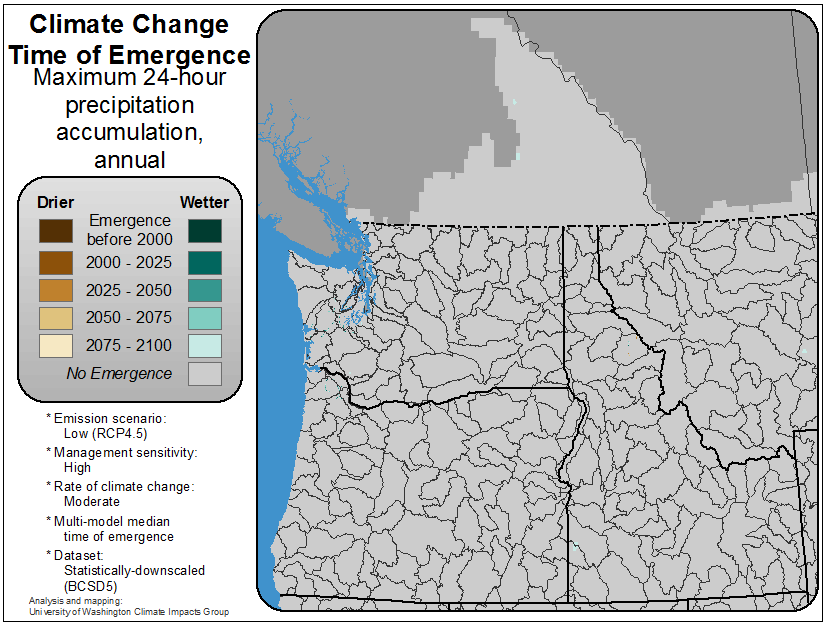 Climate Change
Time of Emergence
Maximum 24-hour
precipitation
accumulation,
annual
Drier
Wetter
Emergence
before 2000
2000 - 2025
2025 - 2050
2050 - 2075
2075 - 2100
No Emergence
* Emission scenario:
Low (RCP4.5)
* Management sensitivity:
High
* Rate of climate change:
Moderate
* Multi-model median
time of emergence
* Dataset:
Statistically-downscaled
(BCSD5)
Analysis and mapping:
University of Washington Climate Impacts Group